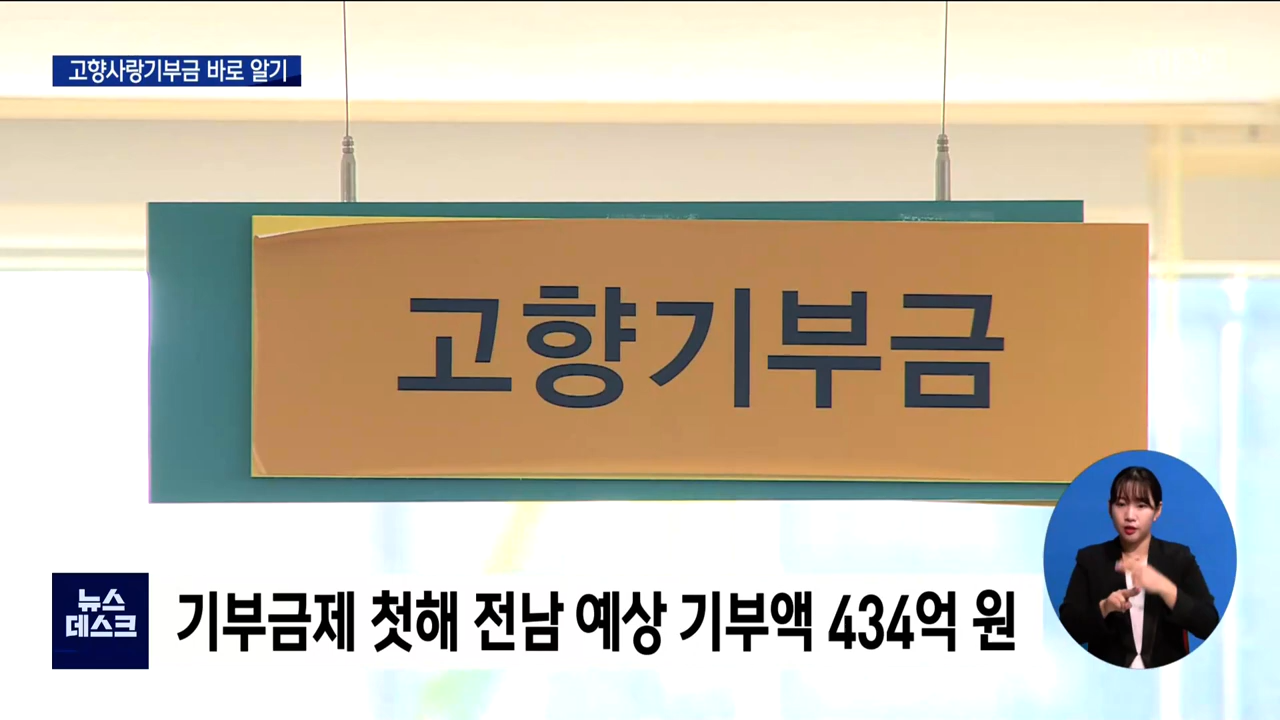 고향사랑기부금 바로 알기
고향기부금
뉴스
데스크
기부금제 첫해 전남 예상 기부액 434억 원